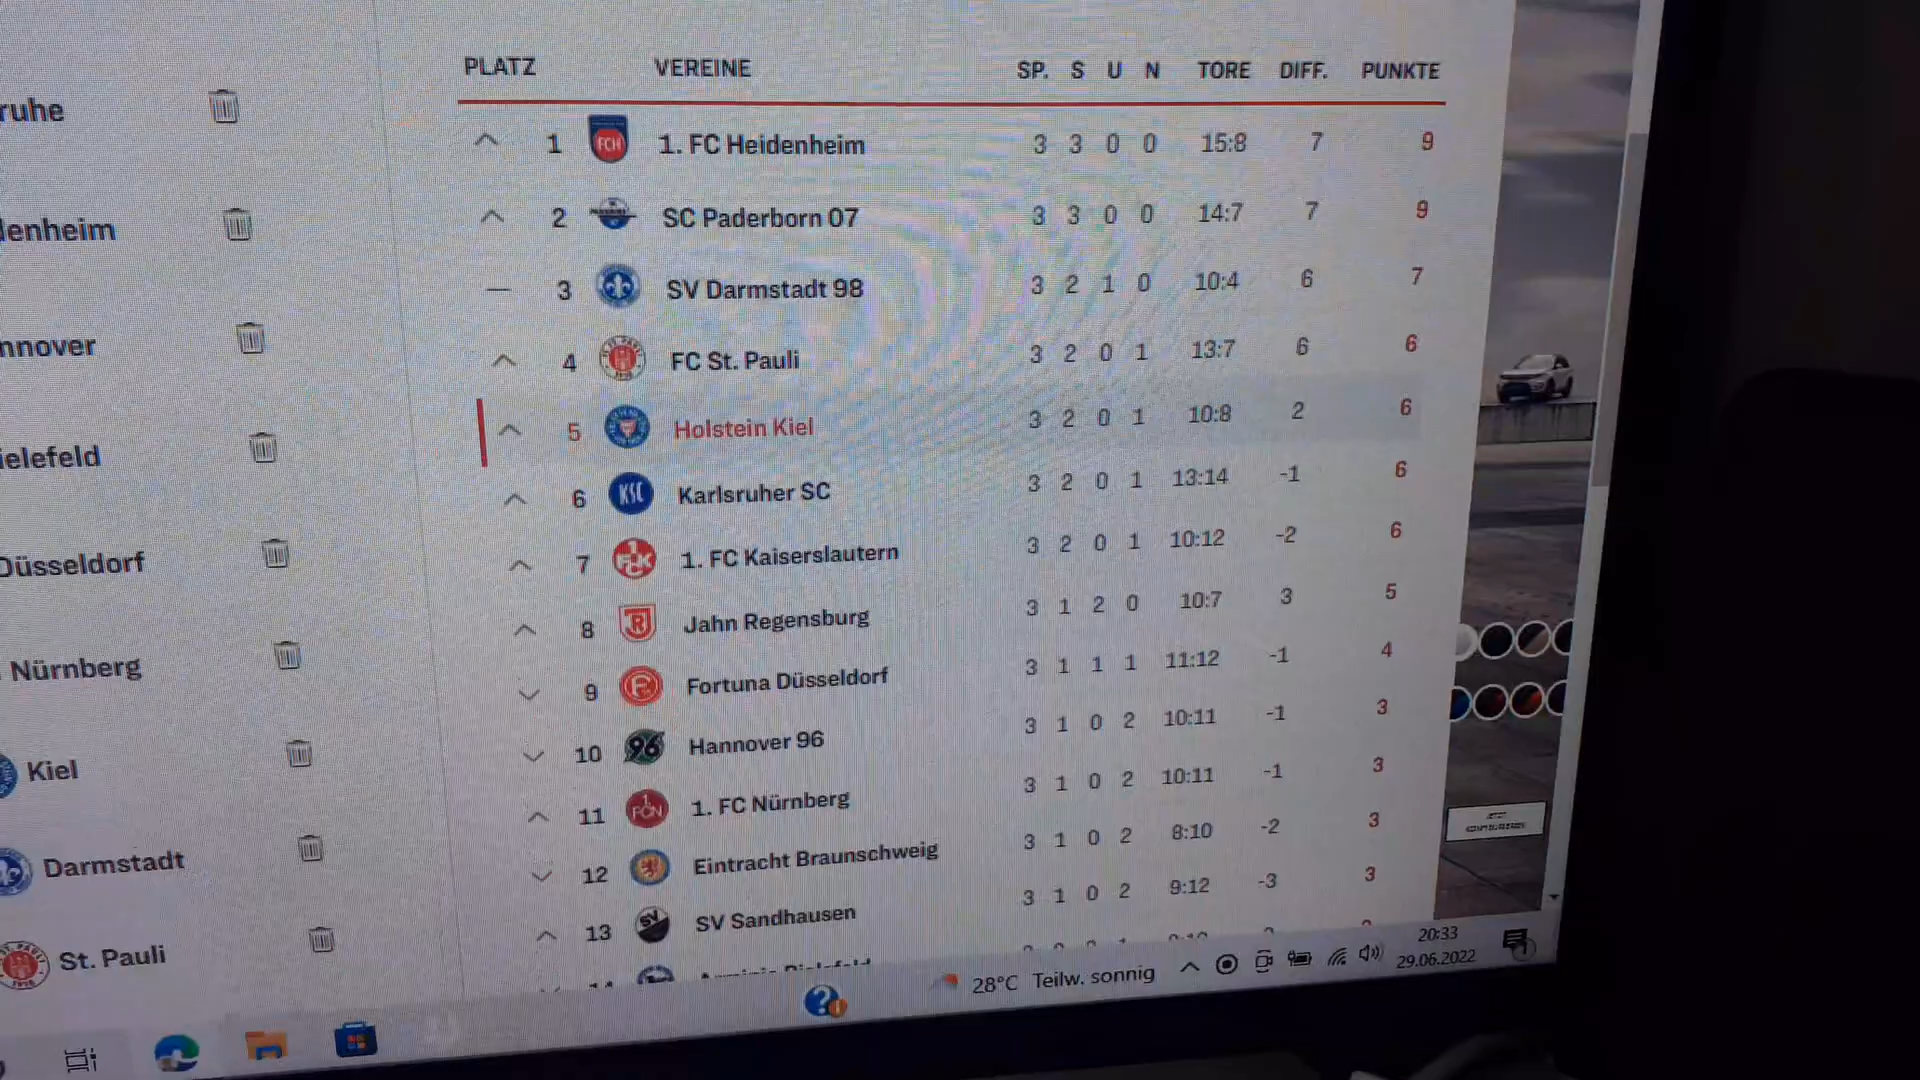 PLATZ VEREINE SP. S U N TORE DIFF. PUNKTE
ruhe
1 FCH 1. FC Heidenheim 3 3 0 0 15:8 7 9
2 SC Paderborn 07 3 3 0 0 14:7 7 9
denheim
3 SV Darmstadt 98 3 2 1 0 10:4 6 7
nnover
4 FC St. Pauli 3 2 0 1 13:7 6 6
5 Holstein Kiel 3 2 0 1 10:8 2 6
ielefeld
6 KSC Karlsruher SC 3 2 0 1 13:14 -1 6
Düsseldorf
7 1. FCK 1. FC Kaiserslautern 3 2 0 1 10:12 -2 6
8 Jahn Regensburg 3 1 2 0 10:7 3 5
Nürnberg
9 Fortuna Düsseldorf 3 1 1 1 11:12 -1 4
10 96 Hannover 96 3 1 0 2 10:11 -1 3
Kiel
11 1. FCN 1. FC Nürnberg 3 1 0 2 10:11 -1 3
12 Eintracht Braunschweig 3 1 0 2 8:10 -2 3
Darmstadt
13 SV SV Sandhausen 3 1 0 2 9:12 -3 3
St. Pauli
28°C Teilw. sonnig
20:33
29.06.2022